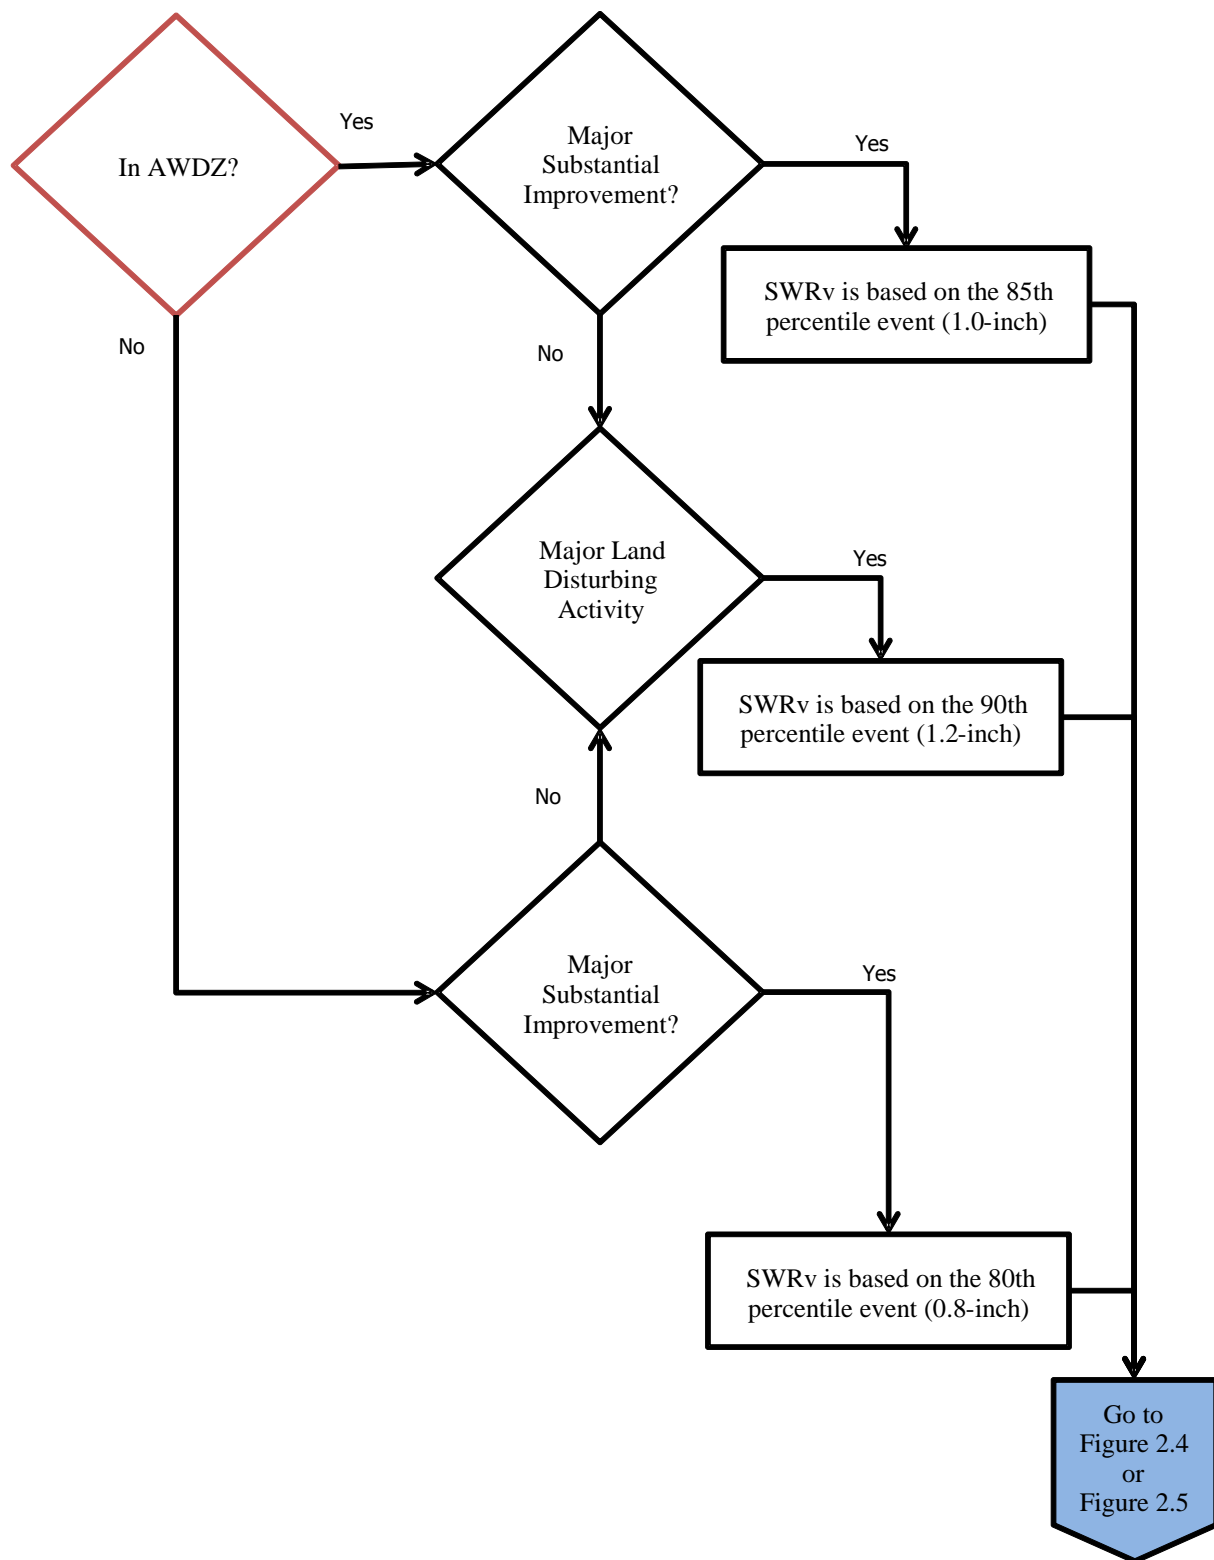 In AWDZ?
Yes
No
Major
Substantial
Improvement?
Yes
No
SWRv is based on the 85th
percentile event (1.0-inch)
Major Land
Disturbing
Activity
Yes
SWRv is based on the 90th
percentile event (1.2-inch)
No
Major
Substantial
Improvement?
Yes
SWRv is based on the 80th
percentile event (0.8-inch)
Go to
Figure 2.4
or
Figure 2.5